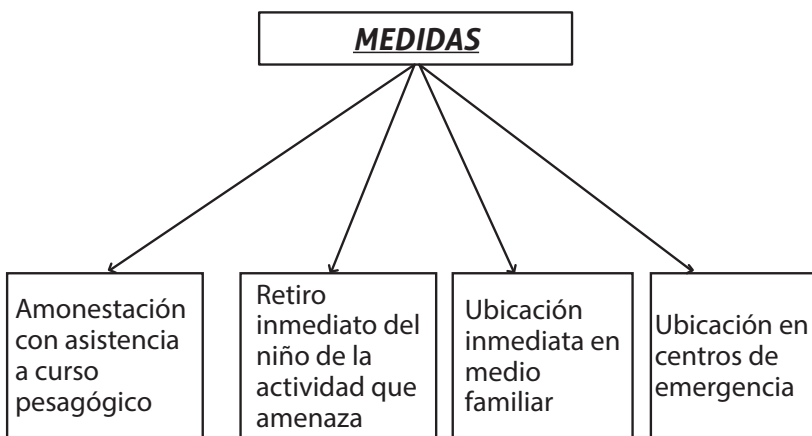 MEDIDAS
Amonestación
con asistencia
a curso
pesagógico
Retiro
inmediato del
niño de la
actividad que
amenaza
Ubicación
inmediata en
medio
familiar
Ubicación en
centros de
emergencia